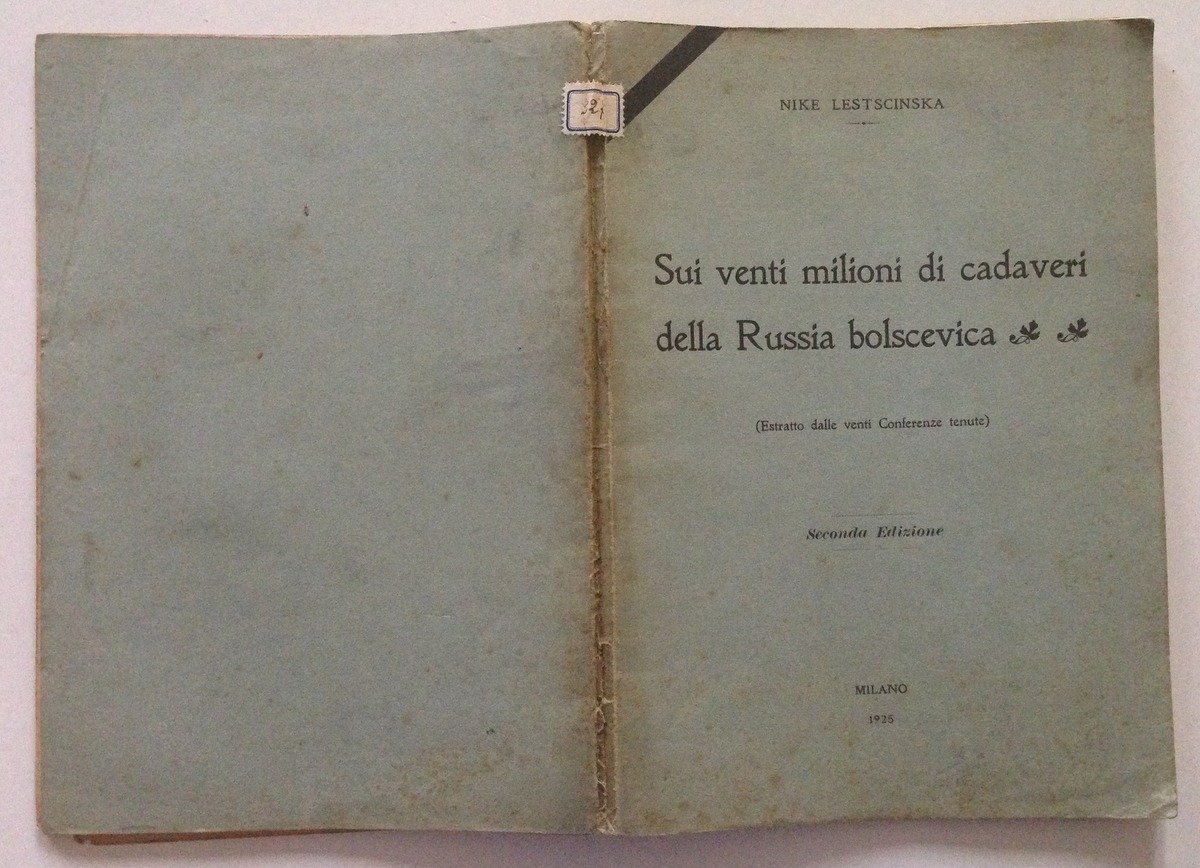 NIKE LESTSCINSKA
Sui venti milioni di cadaveri
della Russia bolscevica
(Estratto dalle venti Conferenze tenute)
Seconda Edizione
MILANO
1925